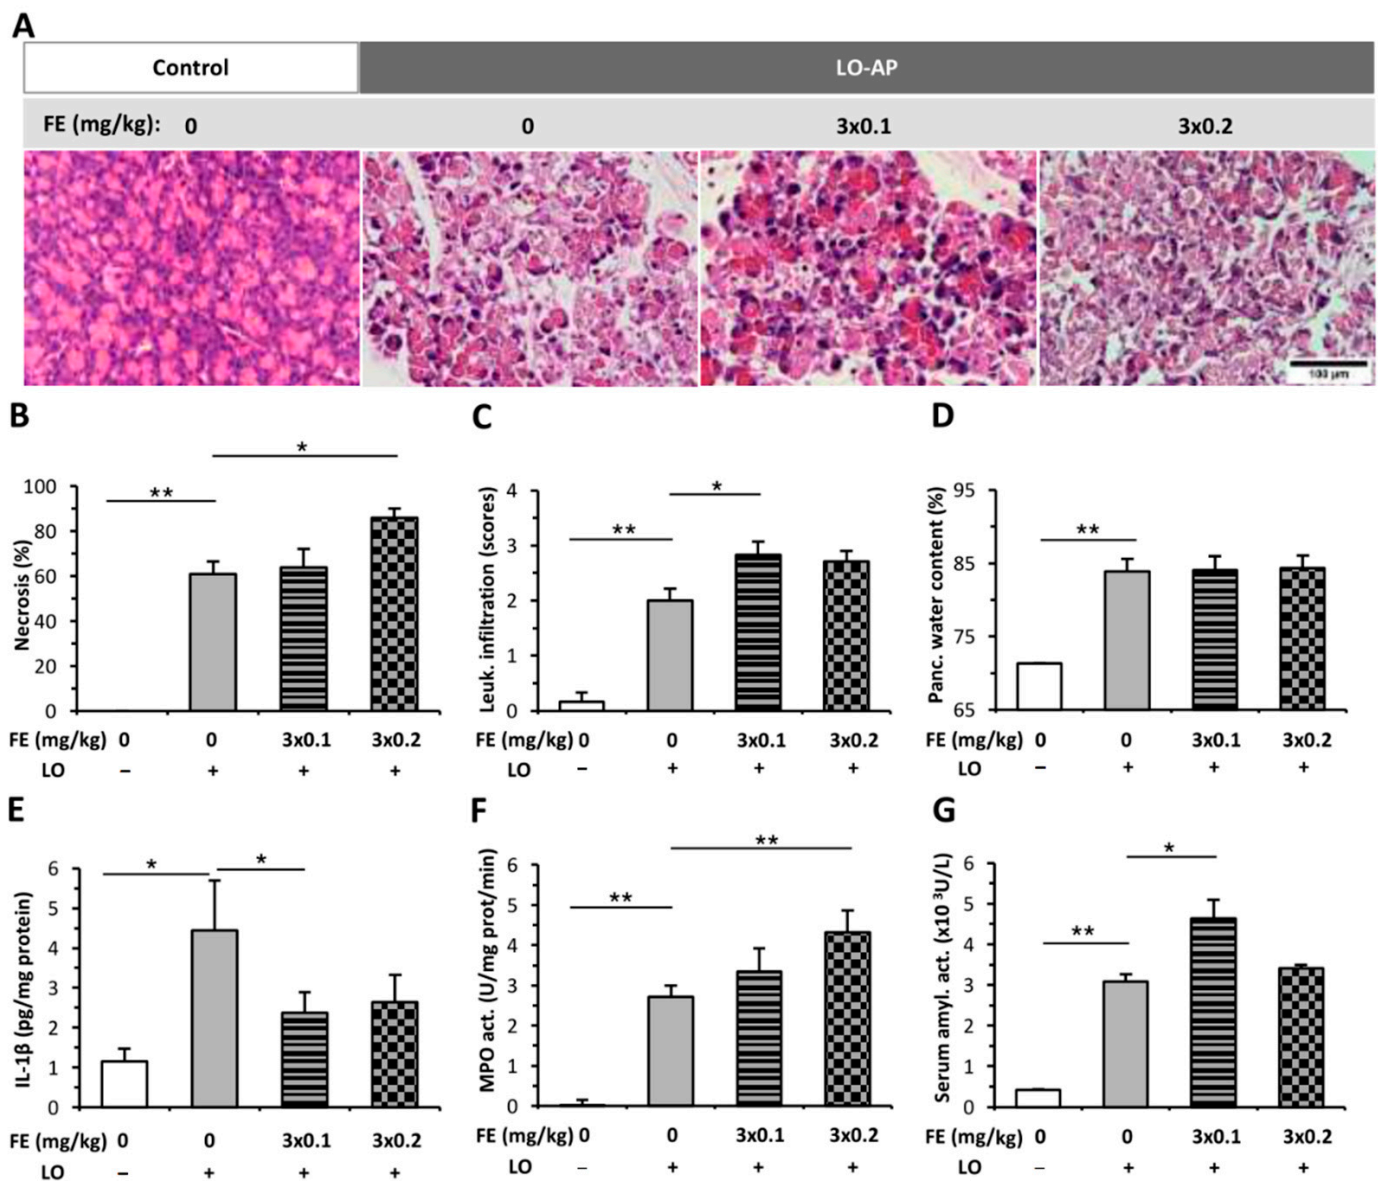 A
Control
LO-AP
FE (mg/kg): 0 0 3x0.1 3x0.2
100 µm
B
**
*
Necrosis (%)
100
80
60
40
20
0
FE (mg/kg) 0 0 3x0.1 3x0.2
LO – + + +
C
**
*
Leuk. infiltration (scores)
4
3
2
1
0
FE (mg/kg) 0 0 3x0.1 3x0.2
LO – + + +
D
**
Panc. water content (%)
95
85
75
65
FE (mg/kg) 0 0 3x0.1 3x0.2
LO – + + +
E
*
*
IL-1β (pg/mg protein)
6
5
4
3
2
1
0
FE (mg/kg) 0 0 3x0.1 3x0.2
LO – + + +
F
**
**
MPO act. (U/mg prot/min)
6
5
4
3
2
1
0
FE (mg/kg) 0 0 3x0.1 3x0.2
LO – + + +
G
**
*
Serum amyl. act. (x10 ³U/L)
6
5
4
3
2
1
0
FE (mg/kg) 0 0 3x0.1 3x0.2
LO – + + +